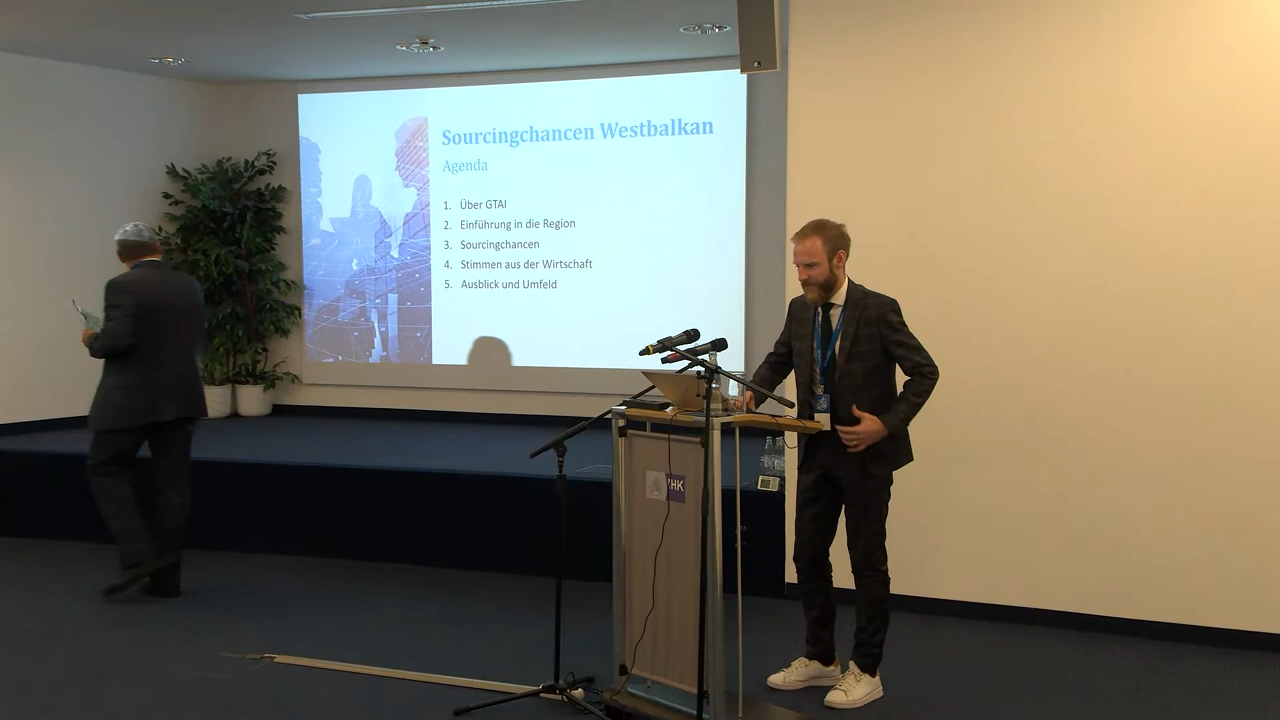 Sourcingchancen Westbalkan
Agenda
1. Über GTAI
2. Einführung in die Region
3. Sourcingchancen
4. Stimmen aus der Wirtschaft
5. Ausblick und Umfeld
IHK